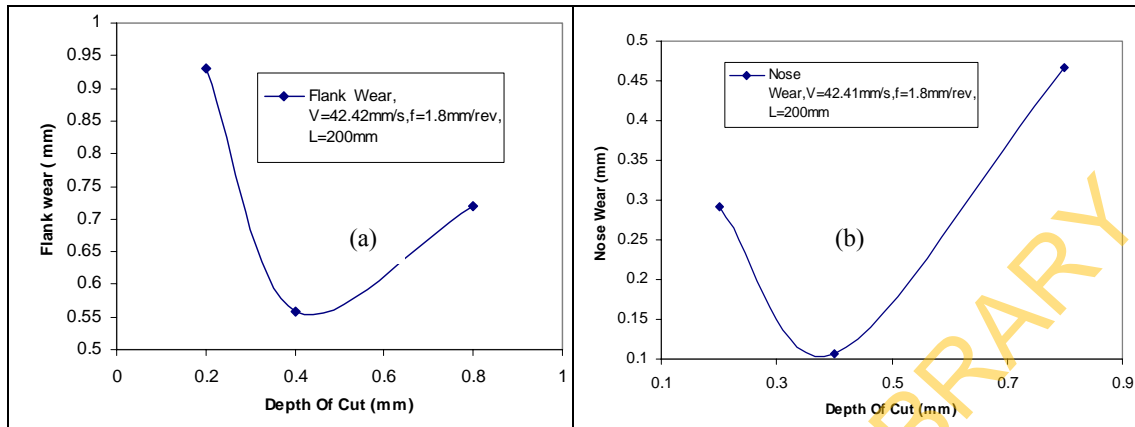 1
0.95
0.9
0.85
0.8
0.75
0.7
0.65
0.6
0.55
0.5
Flank wear ( mm)
Flank Wear,
V=42.42mm/s,f=1.8mm/rev,
L=200mm
(a)
0
0.2
0.4
0.6
0.8
1
Depth Of Cut (mm)
0.5
0.45
0.4
0.35
0.3
0.25
0.2
0.15
0.1
Nose Wear (mm)
Nose
Wear,V=42.41mm/s,f=1.8mm/rev,
L=200mm
(b)
0.1
0.3
0.5
0.7
0.9
Depth Of Cut (mm)
BRARY